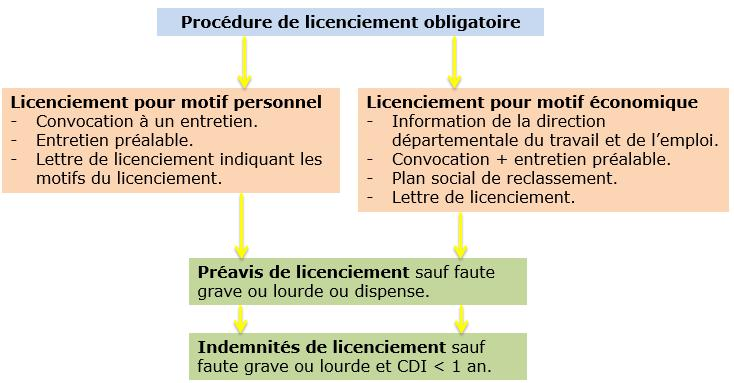 Procédure de licenciement obligatoire
Licenciement pour motif personnel
- Convocation à un entretien.
- Entretien préalable.
- Lettre de licenciement indiquant les
motifs du licenciement.
Licenciement pour motif économique
- Information de la direction
départementale du travail et de l’emploi.
- Convocation + entretien préalable.
- Plan social de reclassement.
- Lettre de licenciement.
Préavis de licenciement sauf faute
grave ou lourde ou dispense.
Indemnités de licenciement sauf
faute grave ou lourde et CDI < 1 an.